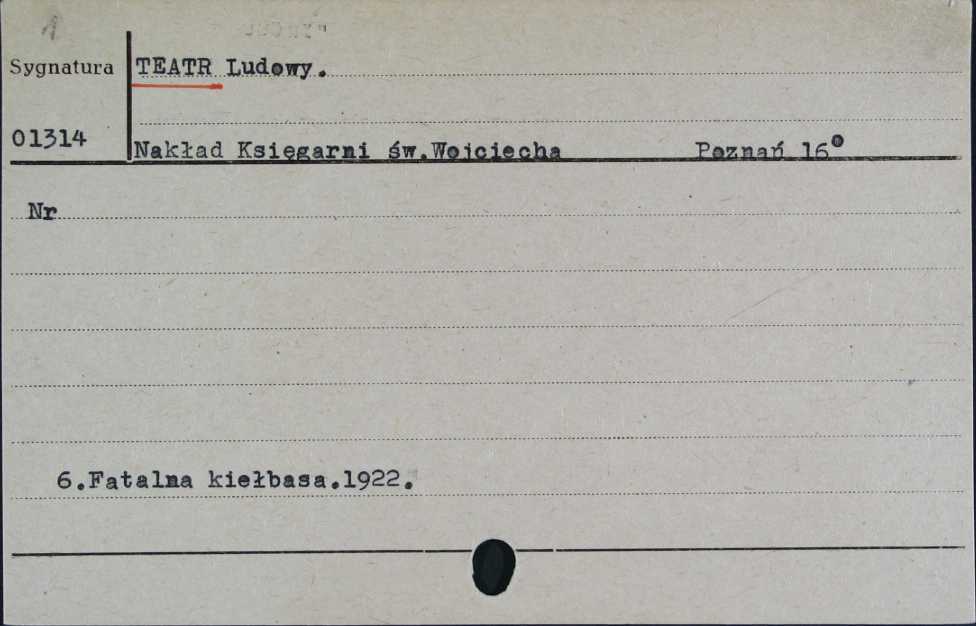 Sygnatura
TEATR Ludowy.
01314
Nakład Księgarni św.Wojciecha Poznań 16°
Nr
6.Fatalna kiełbasa.1922.